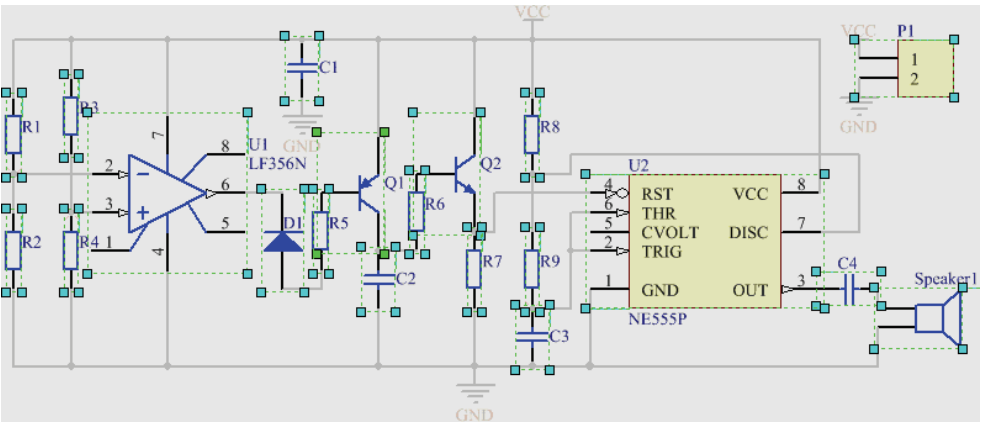 VCC
VCC
P1
1
2
GND
C1
GND
R1
R3
7
8
U1
LF356N
2
6
3
5
1
4
R2
R4
D1
R5
Q1
C2
R6
Q2
R7
R8
R9
C3
U2
4 RST VCC 8
6 THR
5 CVOLT DISC 7
2 TRIG
1 GND OUT 3
NE555P
C4
Speaker1
GND